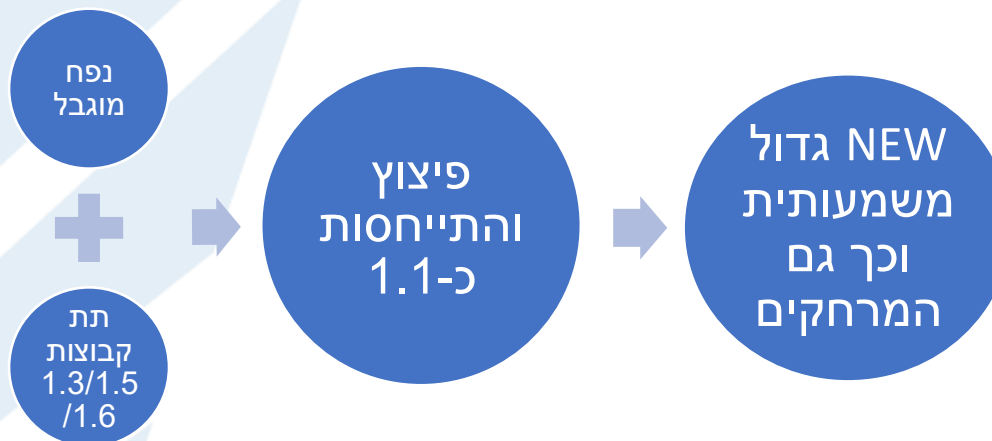 נפח
מוגבל
תת
קבוצות
1.3/1.5
/1.6
פיצוץ
והתייחסות
כ-1.1
NEW גדול
משמעותית
וכך גם
המרחקים